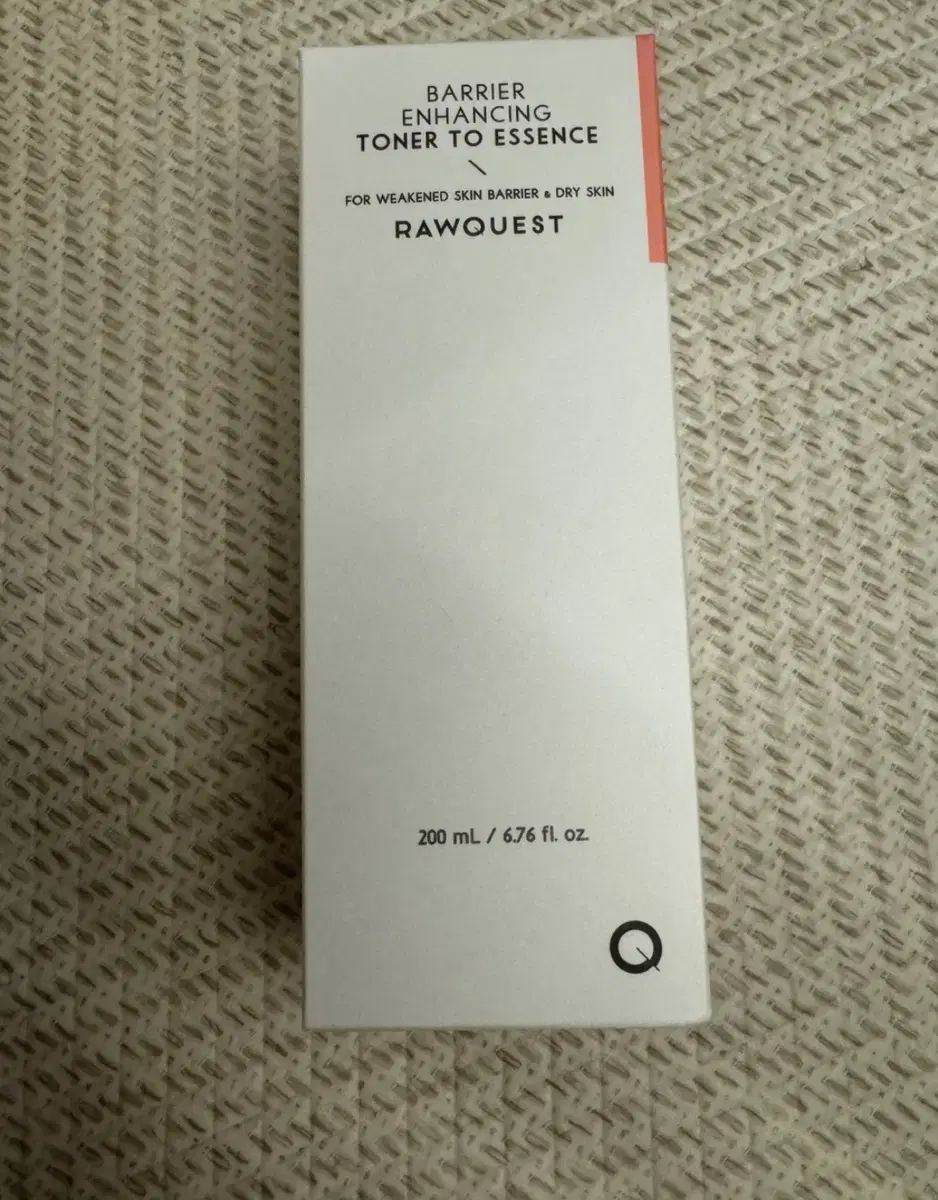 BARRIER
ENHANCING
TONER TO ESSENCE
FOR WEAKENED SKIN BARRIER & DRY SKIN
RAWQUEST
200 mL / 6.76 fl. oz.
Q